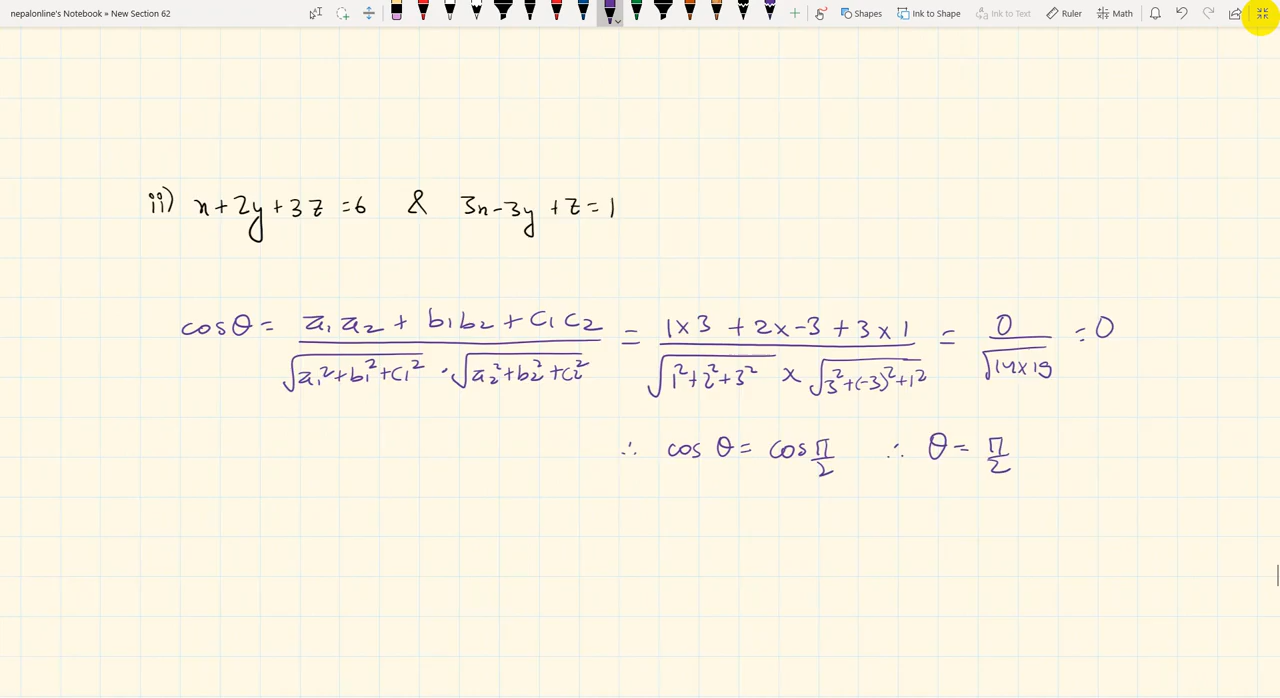 nepalonline's Notebook » New Section 62
Shapes Ink to Shape Ink to Text Ruler Math
ii) x+2y+3z=6 & 3x-3y+z=1
cosθ = (a₁a₂ + b₁b₂ + c₁c₂)/(√(a₁²+b₁²+c₁²) · √(a₂²+b₂²+c₂²)) = (1×3 + 2×-3 + 3×1)/(√(1²+2²+3²) × √(3²+(-3)²+1²)) = 0/√(14×19) = 0
∴ cos θ = cos π/2 ∴ θ = π/2